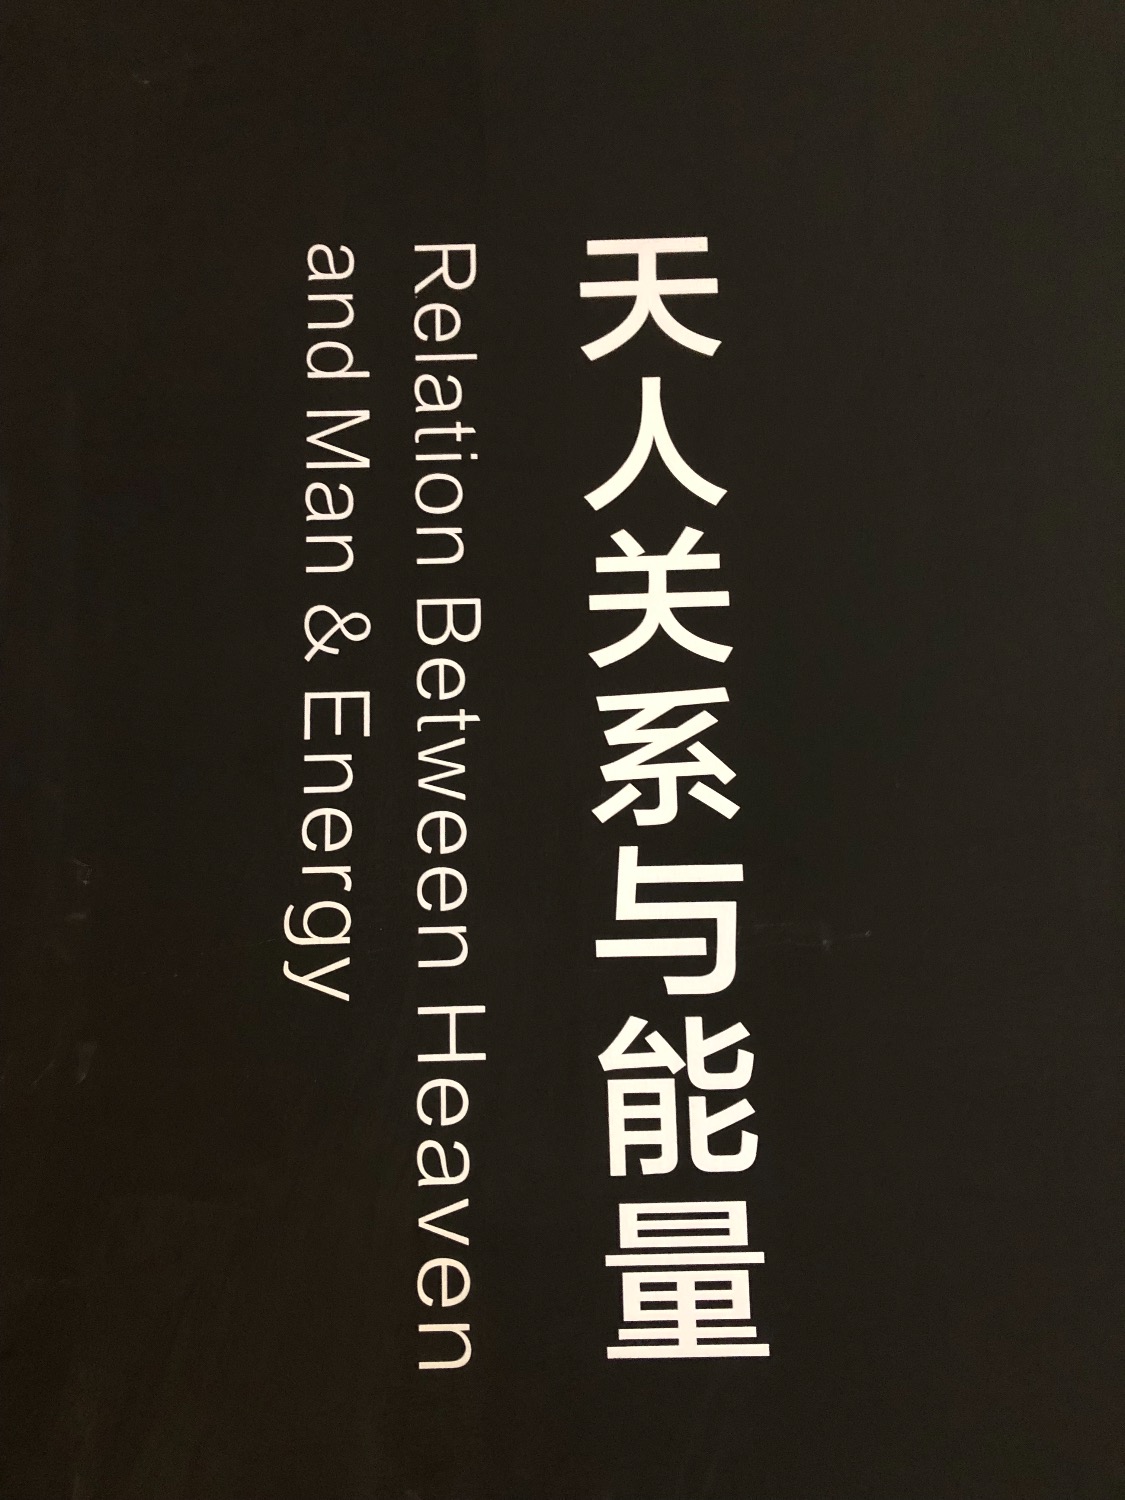 天人关系与能量
Relation Between Heaven
and Man & Energy